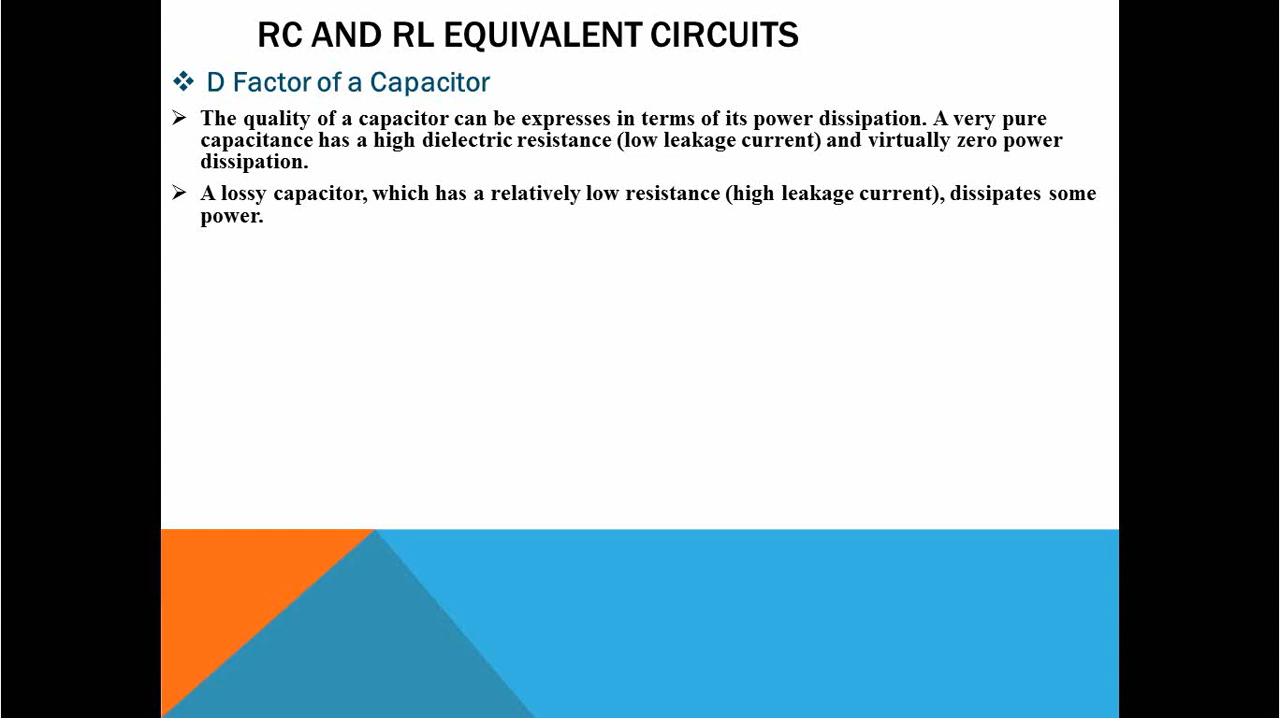 RC AND RL EQUIVALENT CIRCUITS
D Factor of a Capacitor
The quality of a capacitor can be expresses in terms of its power dissipation. A very pure
capacitance has a high dielectric resistance (low leakage current) and virtually zero power
dissipation.
A lossy capacitor, which has a relatively low resistance (high leakage current), dissipates some
power.